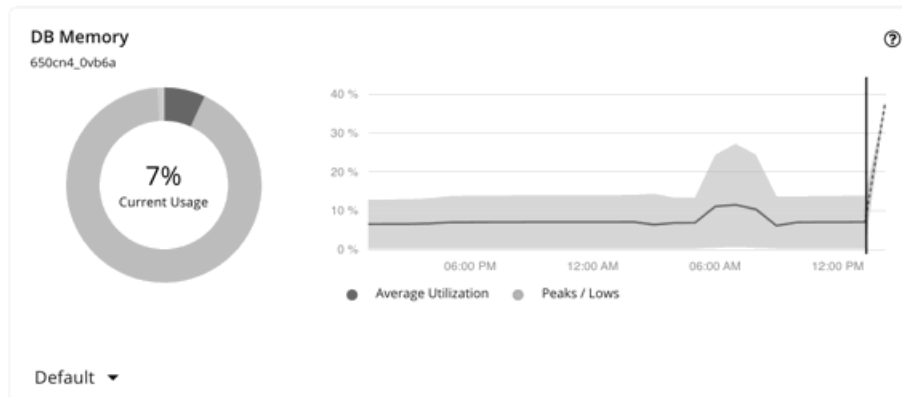 DB Memory
650cn4_0vb6a
7%
Current Usage
40 %
30 %
20 %
10 %
0 %
06:00 PM 12:00 AM 06:00 AM 12:00 PM
Average Utilization Peaks / Lows
Default